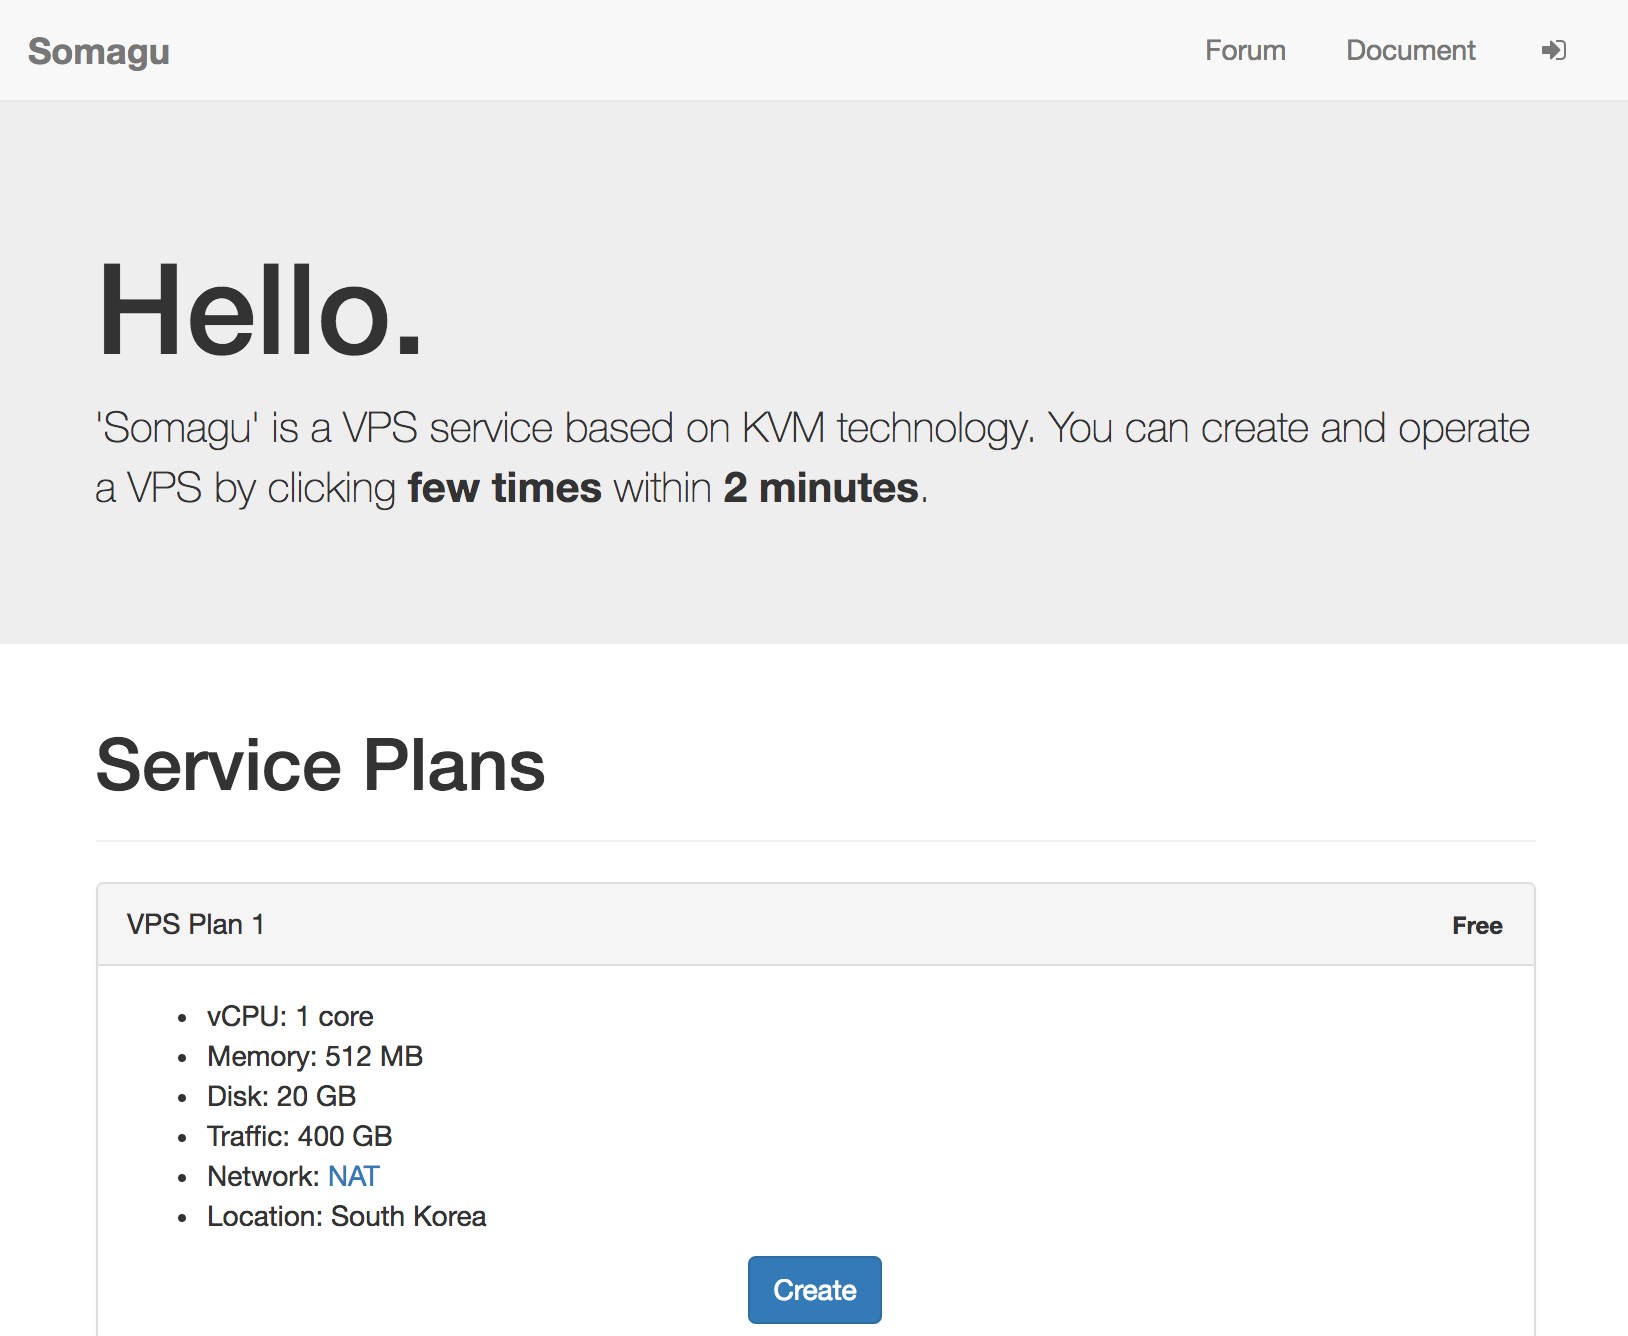 Somagu
Forum
Document
Hello.
'Somagu' is a VPS service based on KVM technology. You can create and operate
a VPS by clicking few times within 2 minutes.
Service Plans
VPS Plan 1
Free
vCPU: 1 core
Memory: 512 MB
Disk: 20 GB
Traffic: 400 GB
Network: NAT
Location: South Korea
Create